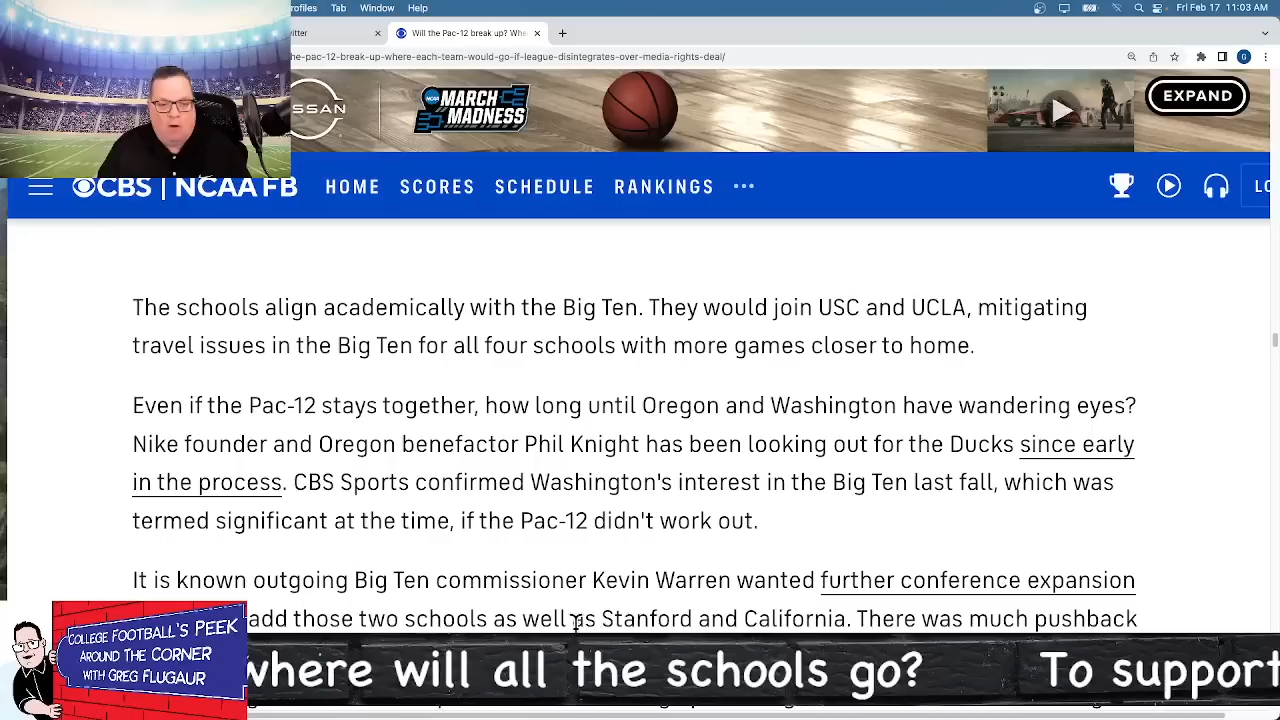 rofiles Tab Window Help Fri Feb 17 11:03 AM
itter Will the Pac-12 break up? Whe
he-pac-12-break-up-where-each-team-would-go-if-league-disintegrates-over-media-rights-deal/
NISSAN
NCAA
MARCH
MADNESS
EXPAND
CBS | NCAA FB HOME SCORES SCHEDULE RANKINGS ••• LO
The schools align academically with the Big Ten. They would join USC and UCLA, mitigating
travel issues in the Big Ten for all four schools with more games closer to home.
Even if the Pac-12 stays together, how long until Oregon and Washington have wandering eyes?
Nike founder and Oregon benefactor Phil Knight has been looking out for the Ducks since early
in the process. CBS Sports confirmed Washington's interest in the Big Ten last fall, which was
termed significant at the time, if the Pac-12 didn't work out.
It is known outgoing Big Ten commissioner Kevin Warren wanted further conference expansion
add those two schools as well as Stanford and California. There was much pushback
COLLEGE FOOTBALL'S PEEK
AROUND THE CORNER
WITH GREG FLUGAUR
where will all the schools go? To support